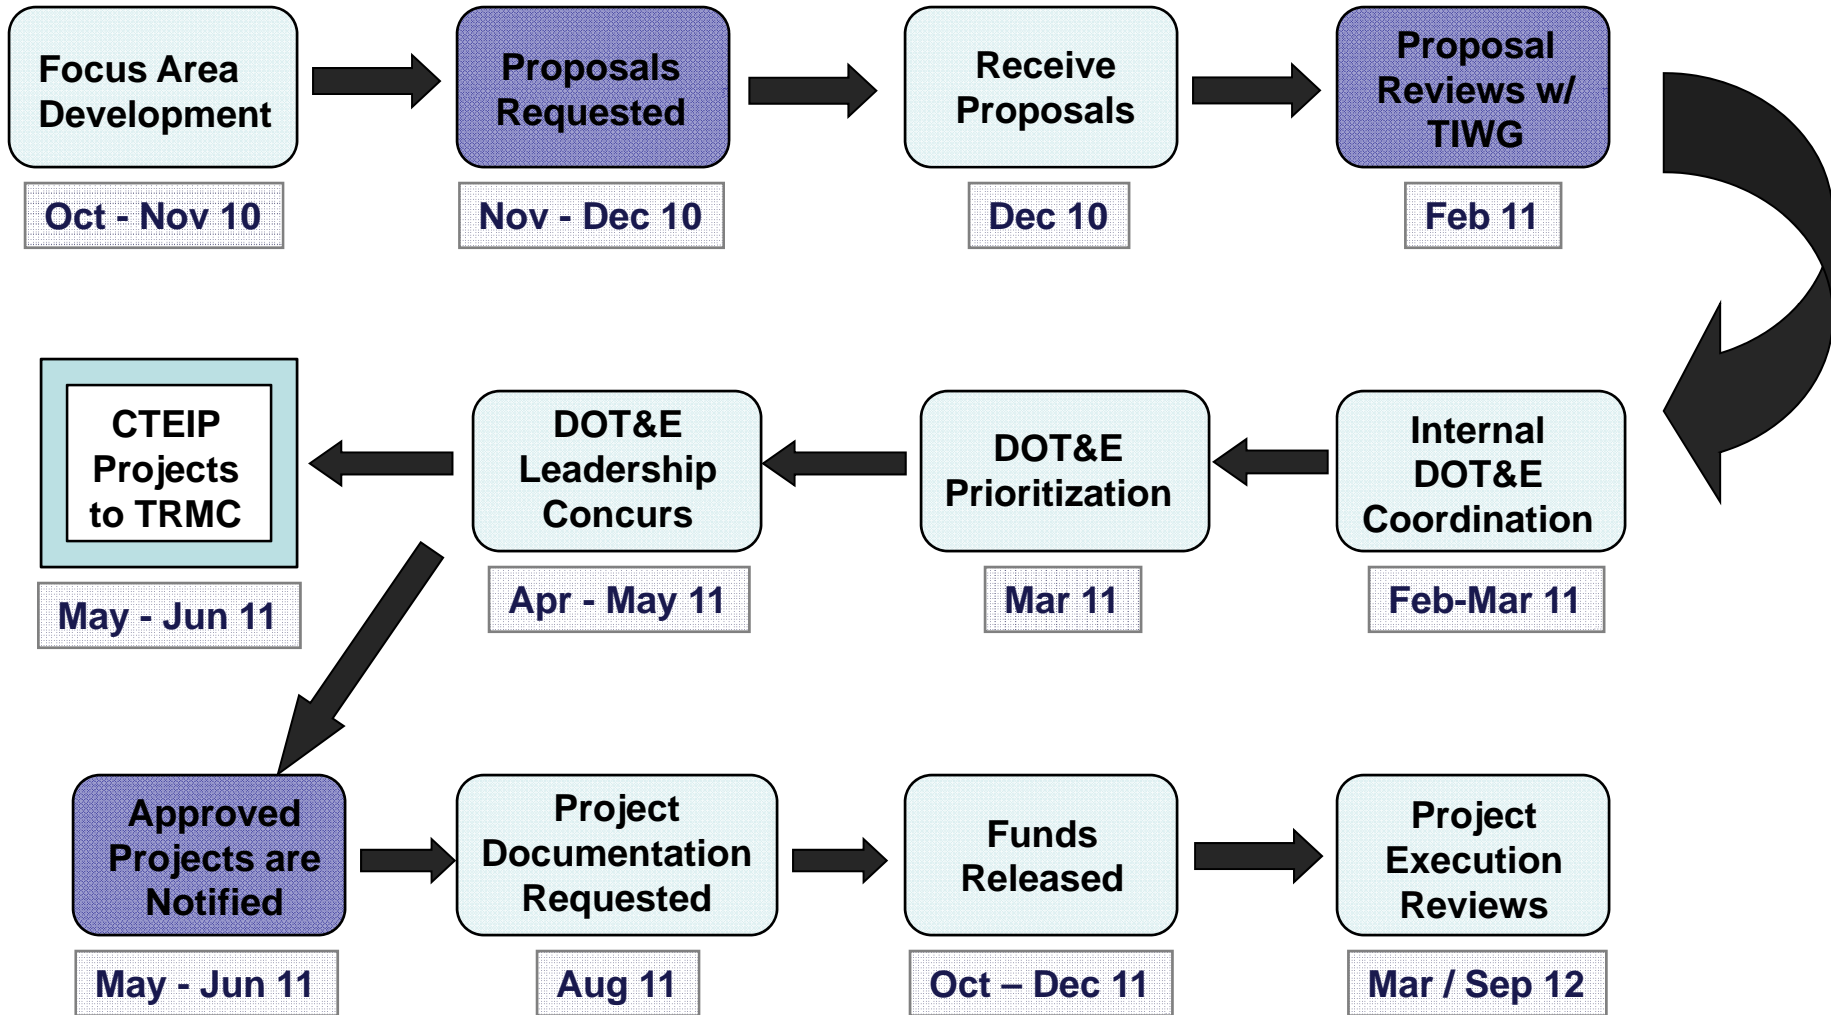 Focus Area
Development
Oct - Nov 10
Proposals
Requested
Nov - Dec 10
Receive
Proposals
Dec 10
Proposal
Reviews w/
TIWG
Feb 11
Internal
DOT&E
Coordination
Feb-Mar 11
DOT&E
Prioritization
Mar 11
DOT&E
Leadership
Concurs
Apr - May 11
CTEIP
Projects
to TRMC
May - Jun 11
Approved
Projects are
Notified
May - Jun 11
Project
Documentation
Requested
Aug 11
Funds
Released
Oct – Dec 11
Project
Execution
Reviews
Mar / Sep 12